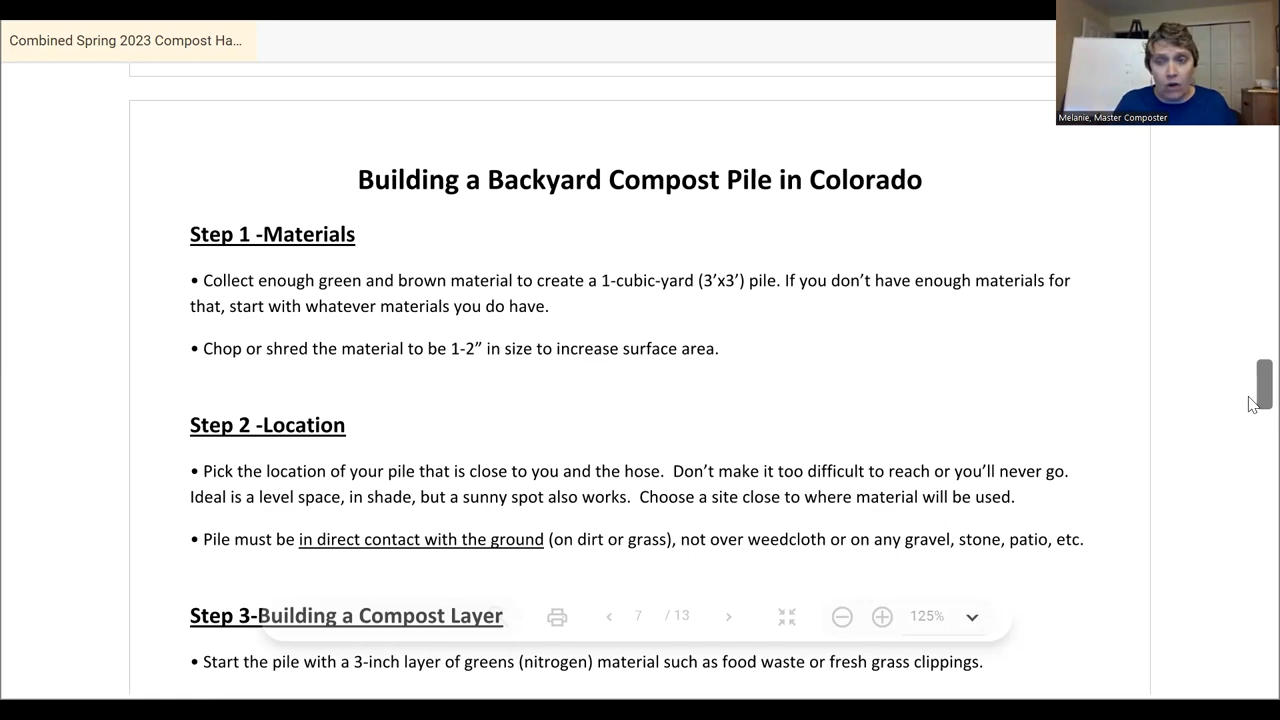 Combined Spring 2023 Compost Ha...
Melanie, Master Composter
Building a Backyard Compost Pile in Colorado
Step 1 -Materials
• Collect enough green and brown material to create a 1-cubic-yard (3’x3’) pile. If you don’t have enough materials for
that, start with whatever materials you do have.
• Chop or shred the material to be 1-2” in size to increase surface area.
Step 2 -Location
• Pick the location of your pile that is close to you and the hose.  Don’t make it too difficult to reach or you’ll never go.
Ideal is a level space, in shade, but a sunny spot also works.  Choose a site close to where material will be used.
• Pile must be in direct contact with the ground (on dirt or grass), not over weedcloth or on any gravel, stone, patio, etc.
Step 3-Building a Compost Layer
7 / 13 125%
• Start the pile with a 3-inch layer of greens (nitrogen) material such as food waste or fresh grass clippings.